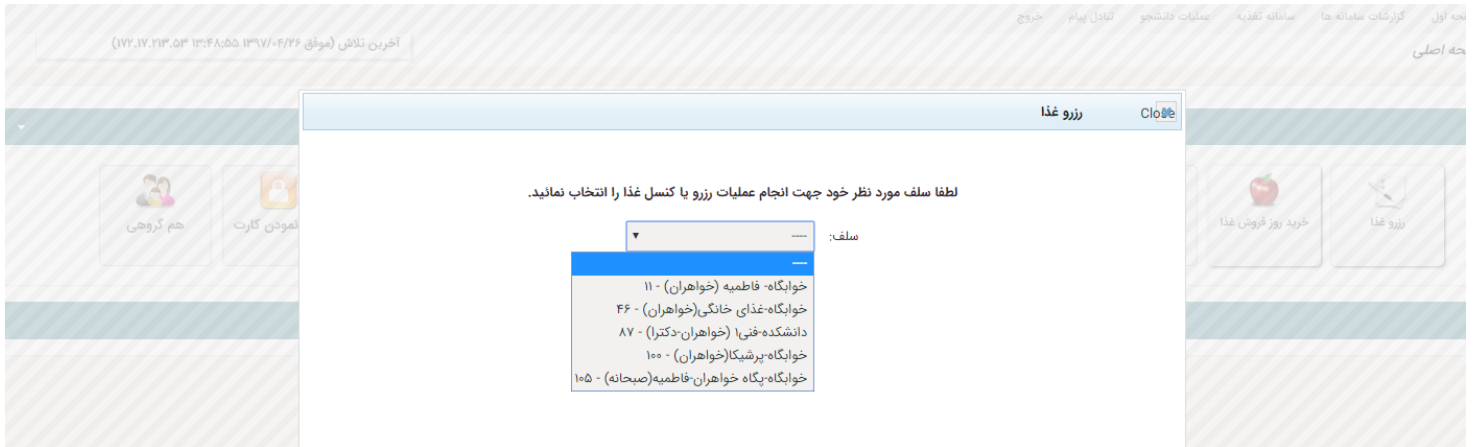 گزارشات سامانه ها سامانه تغذیه عملیات دانشجو تبادل پیام خروج
آخرین تلاش (موفق ۱۳۹۷/۰۴/۲۶ ۱۳:۴۸:۵۵ ۱۷۲.۱۷.۲۱۳.۵۳)
اصلی
رزرو غذا
Close
لطفا سلف مورد نظر خود جهت انجام عملیات رزرو یا کنسل غذا را انتخاب نمائید.
سلف: ----
----
خوابگاه- فاطمیه (خواهران) - ۱۱
خوابگاه-غذای خانگی(خواهران) - ۴۶
دانشکده-فنی۱ (خواهران-دکترا) - ۸۷
خوابگاه-پرشیکا(خواهران) - ۱۰۰
خوابگاه-پگاه خواهران-فاطمیه(صبحانه) - ۱۰۵
رزرو غذا
خرید روز فروش غذا
نمودن کارت
هم گروهی